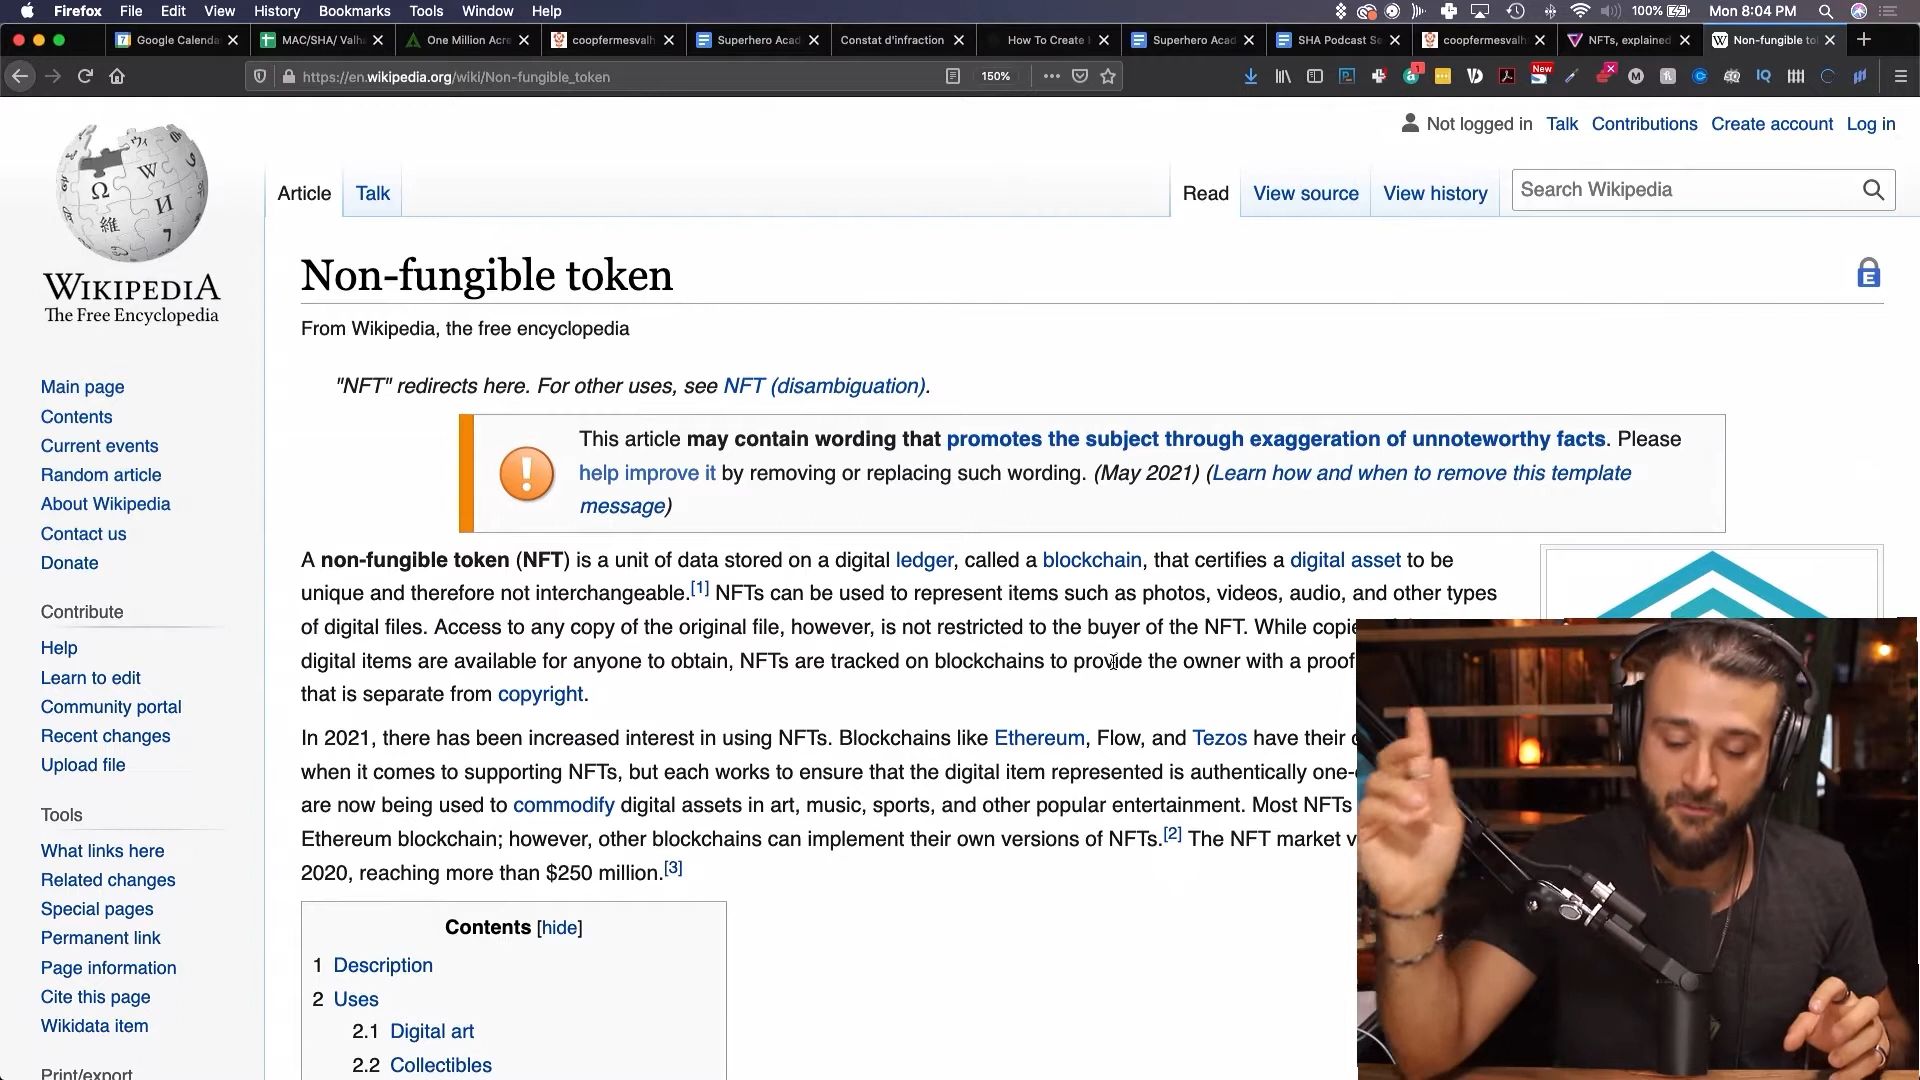 Firefox File Edit View History Bookmarks Tools Window Help 100% Mon 8:04 PM
Google Calenda MAC/SHA/ Valh One Million Acre coopfermesvalh Superhero Acad Constat d'infraction How To Create Superhero Acad SHA Podcast Se coopfermesvalh NFTs, explained Non-fungible to
https://en.wikipedia.org/wiki/Non-fungible_token 150% 1 New
Not logged in Talk Contributions Create account Log in
Article Talk Read View source View history Search Wikipedia
WIKIPEDIA
The Free Encyclopedia
Main page
Contents
Current events
Random article
About Wikipedia
Contact us
Donate
Contribute
Help
Learn to edit
Community portal
Recent changes
Upload file
Tools
What links here
Related changes
Special pages
Permanent link
Page information
Cite this page
Wikidata item
Print/export
Non-fungible token
From Wikipedia, the free encyclopedia
"NFT" redirects here. For other uses, see NFT (disambiguation).
This article may contain wording that promotes the subject through exaggeration of unnoteworthy facts. Please
help improve it by removing or replacing such wording. (May 2021) (Learn how and when to remove this template
message)
A non-fungible token (NFT) is a unit of data stored on a digital ledger, called a blockchain, that certifies a digital asset to be
unique and therefore not interchangeable.[1] NFTs can be used to represent items such as photos, videos, audio, and other types
of digital files. Access to any copy of the original file, however, is not restricted to the buyer of the NFT. While copie
digital items are available for anyone to obtain, NFTs are tracked on blockchains to provide the owner with a proof
that is separate from copyright.
In 2021, there has been increased interest in using NFTs. Blockchains like Ethereum, Flow, and Tezos have their
when it comes to supporting NFTs, but each works to ensure that the digital item represented is authentically one-
are now being used to commodify digital assets in art, music, sports, and other popular entertainment. Most NFTs
Ethereum blockchain; however, other blockchains can implement their own versions of NFTs.[2] The NFT market v
2020, reaching more than $250 million.[3]
Contents [hide]
1 Description
2 Uses
2.1 Digital art
2.2 Collectibles